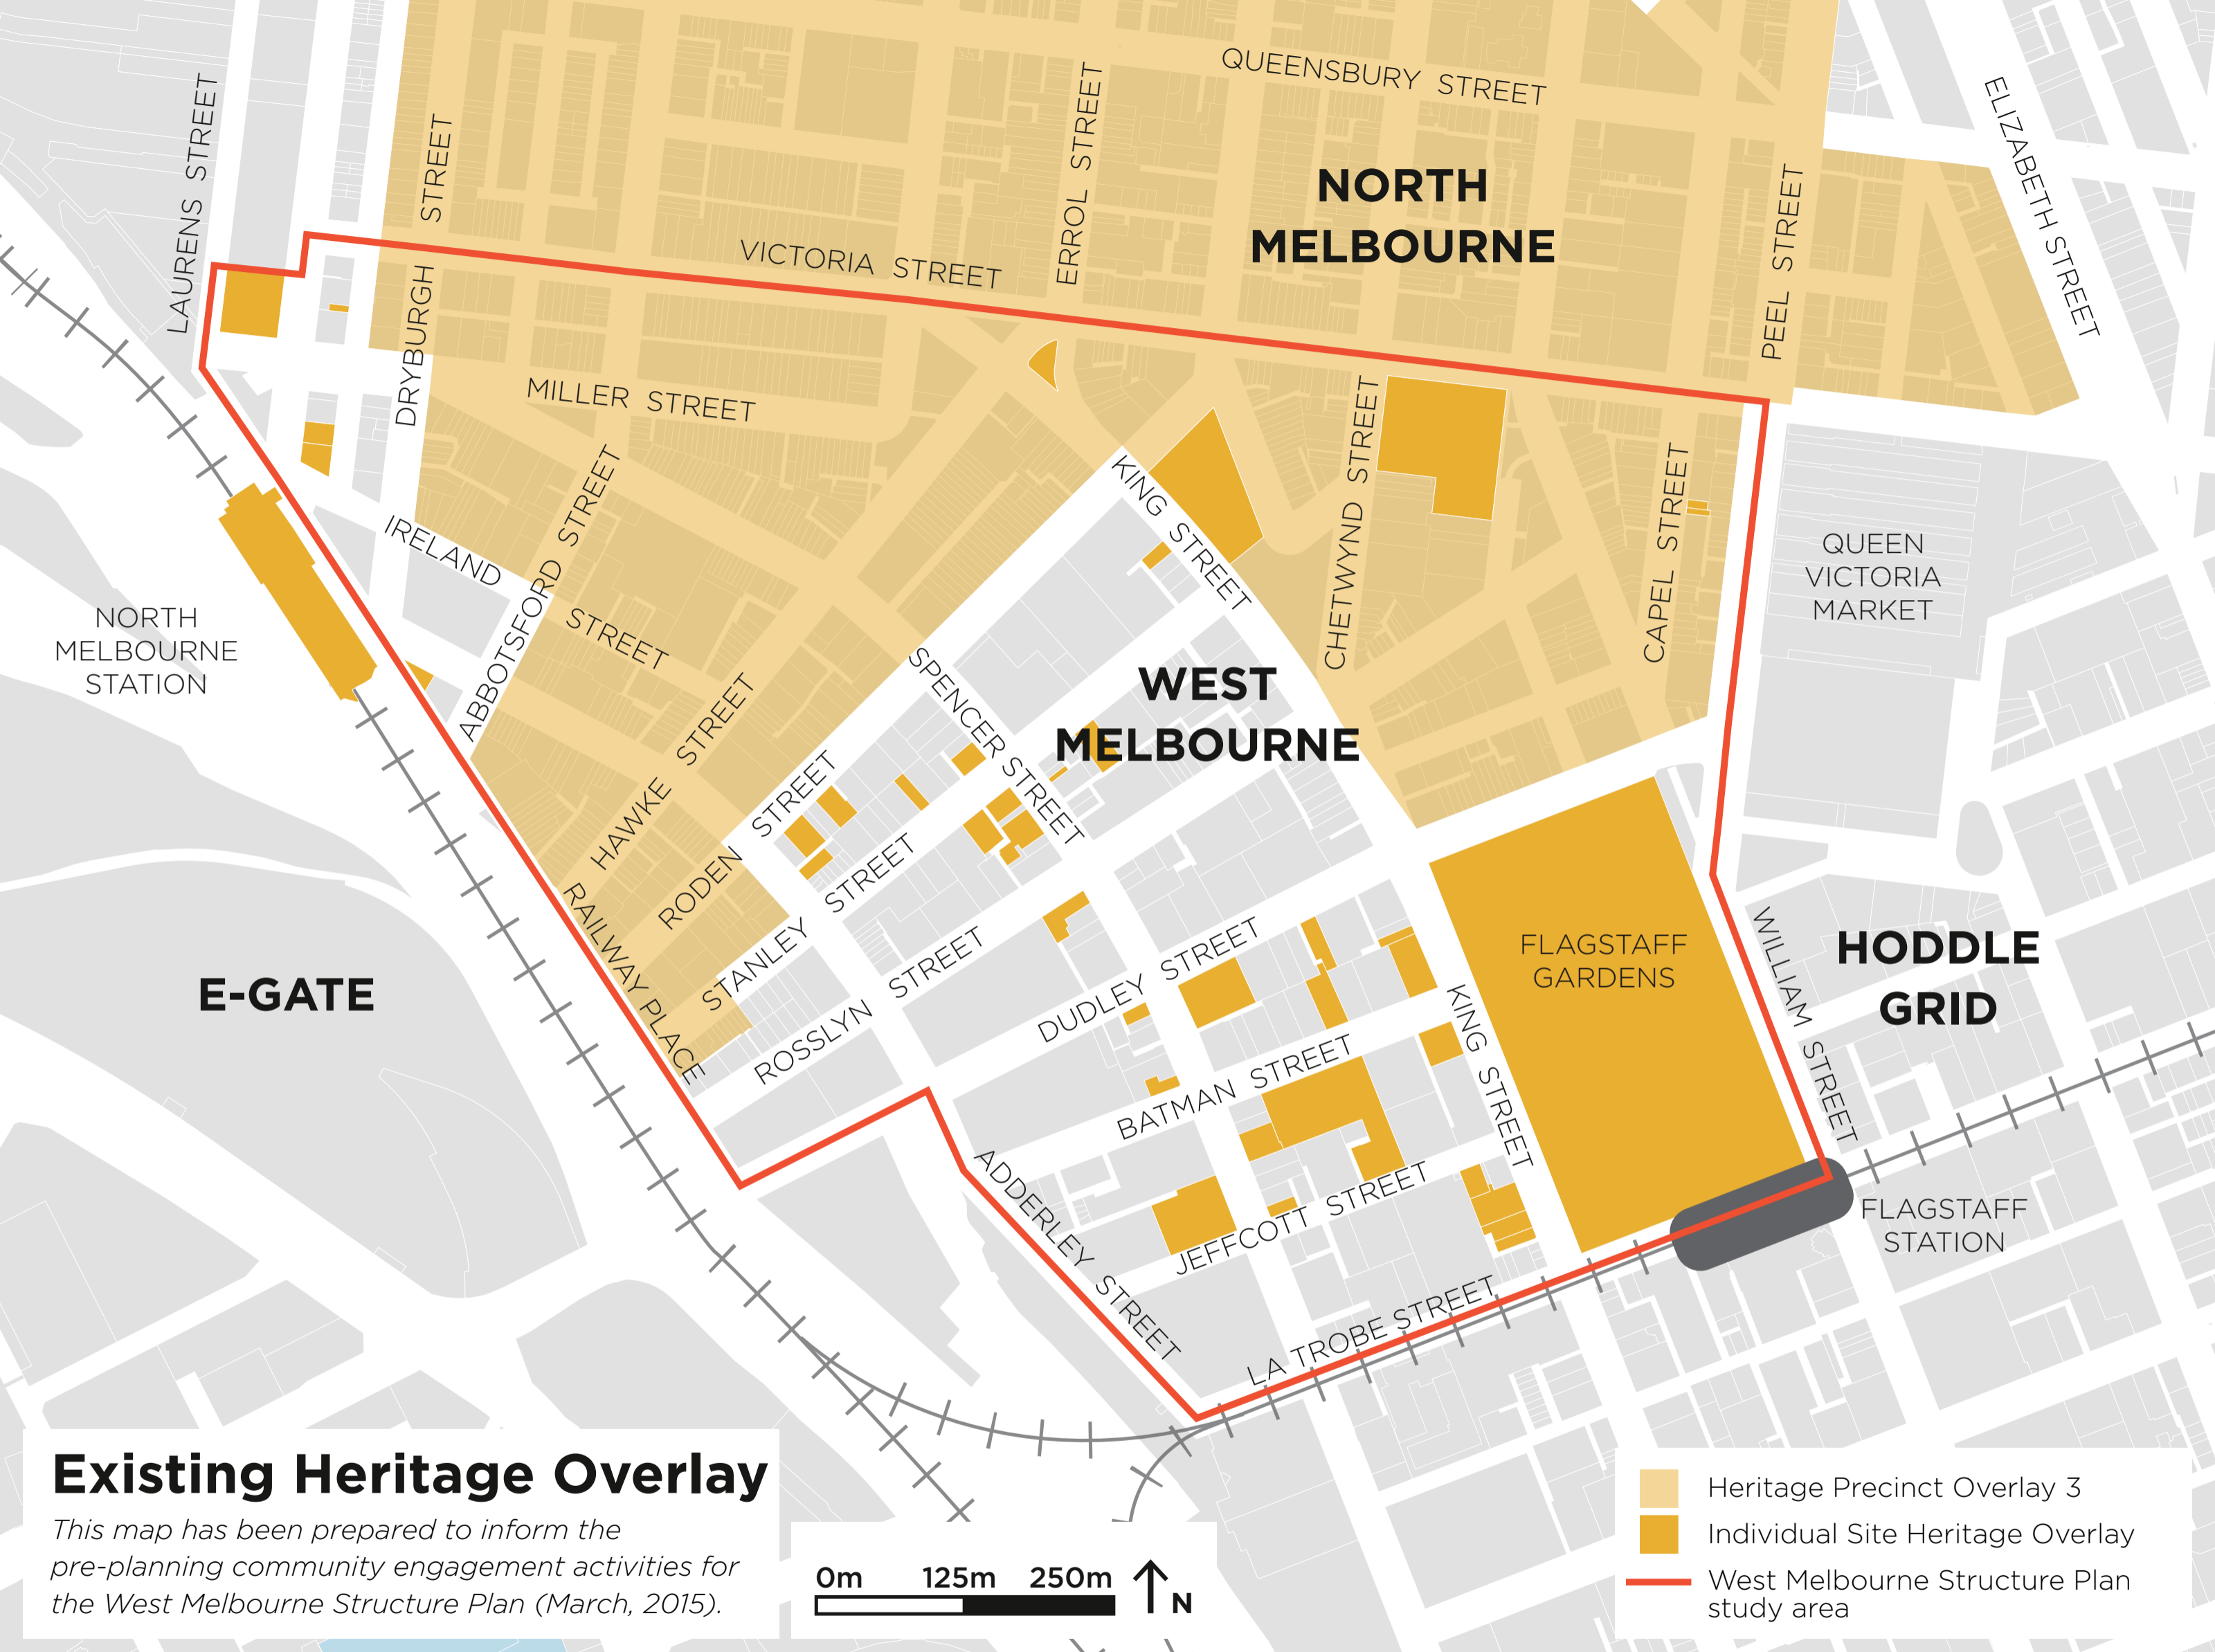 QUEENSBURY STREET
ELIZABETH STREET
LAURENS STREET
DRYBURGH STREET
ERROL STREET
PEEL STREET
NORTH
MELBOURNE
VICTORIA STREET
MILLER STREET
CHETWYND STREET
CAPEL STREET
KING STREET
QUEEN
VICTORIA
MARKET
IRELAND STREET
ABBOTSFORD STREET
NORTH
MELBOURNE
STATION
SPENCER STREET
WEST
MELBOURNE
HAWKE STREET
RODEN STREET
STANLEY STREET
RAILWAY PLACE
ROSSLYN STREET
DUDLEY STREET
FLAGSTAFF
GARDENS
WILLIAM STREET
HODDLE
GRID
E-GATE
KING STREET
BATMAN STREET
ADDERLEY STREET
JEFFCOTT STREET
FLAGSTAFF
STATION
LA TROBE STREET
Existing Heritage Overlay
This map has been prepared to inform the
pre-planning community engagement activities for
the West Melbourne Structure Plan (March, 2015).
0m 125m 250m
N
Heritage Precinct Overlay 3
Individual Site Heritage Overlay
West Melbourne Structure Plan
study area